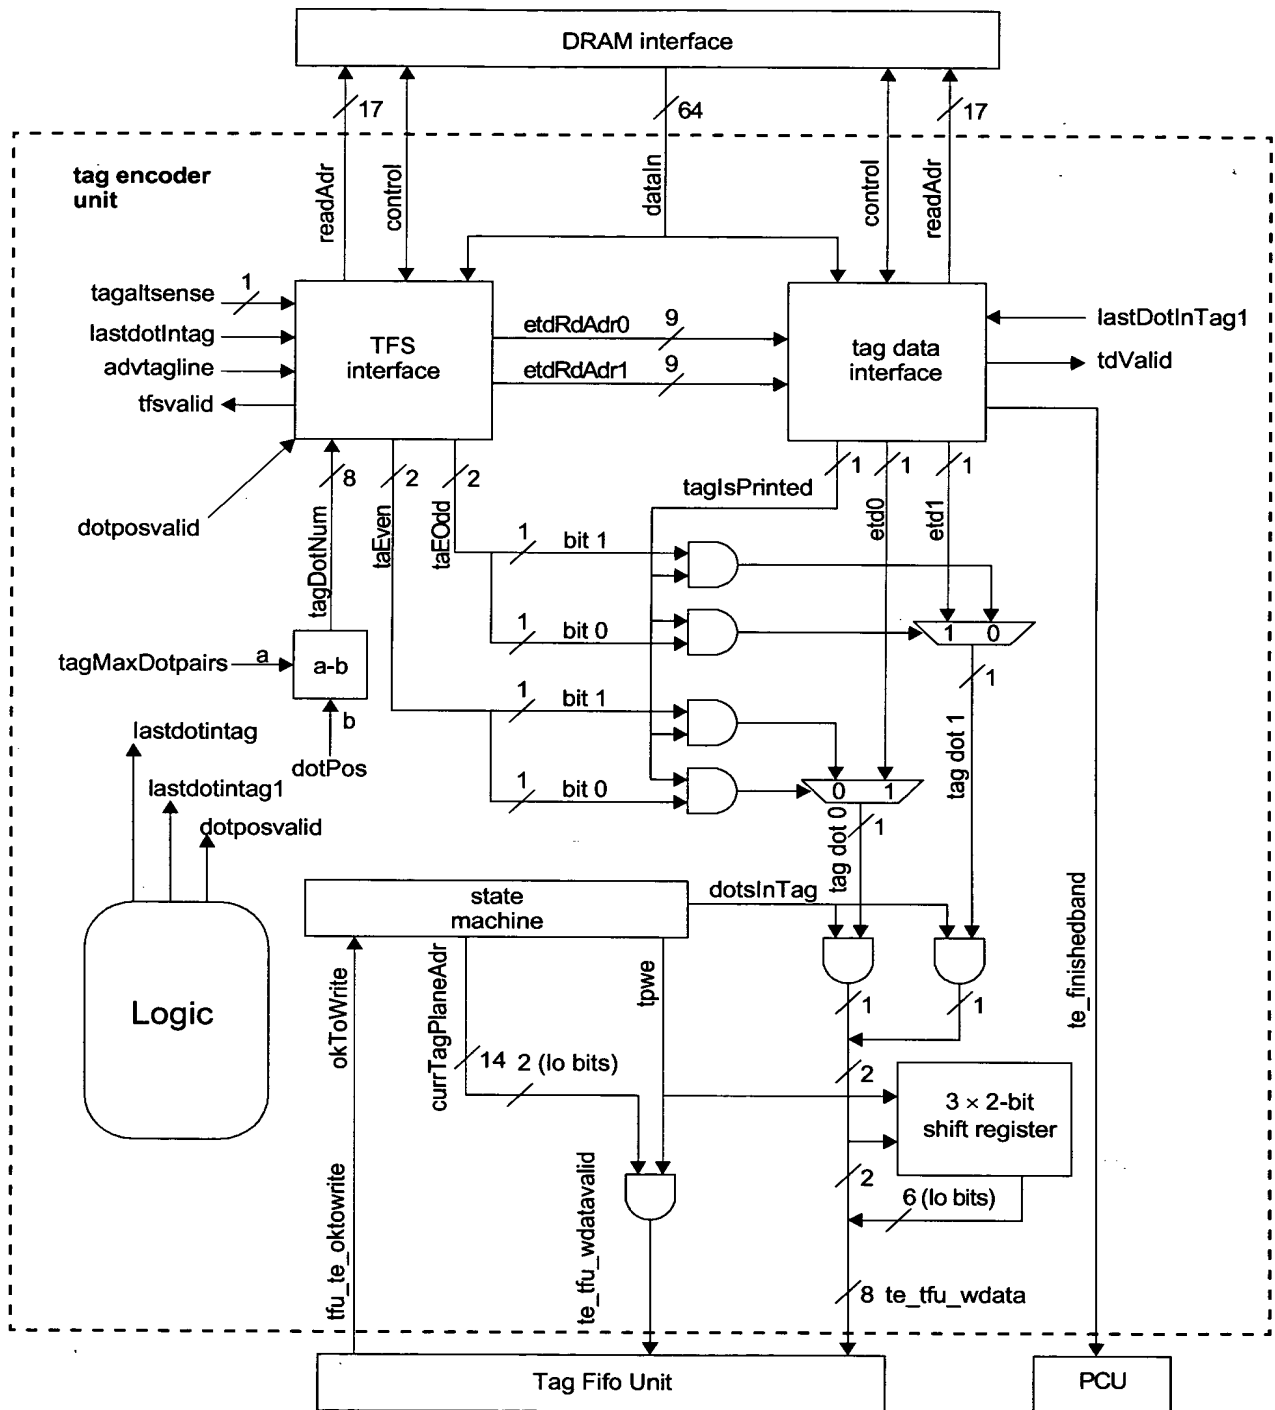 DRAM interface
17
64
17
tag encoder
unit
readAdr
control
dataIn
control
readAdr
tagaltsense
1
lastdotIntag
advtagline
tfsvalid
dotposvalid
TFS
interface
etdRdAdr0
9
etdRdAdr1
9
tag data
interface
lastDotInTag1
tdValid
8
2
2
tagDotNum
taEven
taEOdd
tagIsPrinted
1
1
1
etd0
etd1
1
bit 1
1
bit 0
1 0
1
tagMaxDotpairs
a
a-b
b
dotPos
1
bit 1
1
bit 0
0 1
1
tag dot 0
tag dot 1
lastdotintag
lastdotintag1
dotposvalid
Logic
state
machine
dotsInTag
okToWrite
currTagPlaneAdr
tpwe
14
2 (lo bits)
1
1
2
3 × 2-bit
shift register
2
6 (lo bits)
te_finishedband
tfu_te_oktowrite
te_tfu_wdatavalid
8 te_tfu_wdata
Tag Fifo Unit
PCU